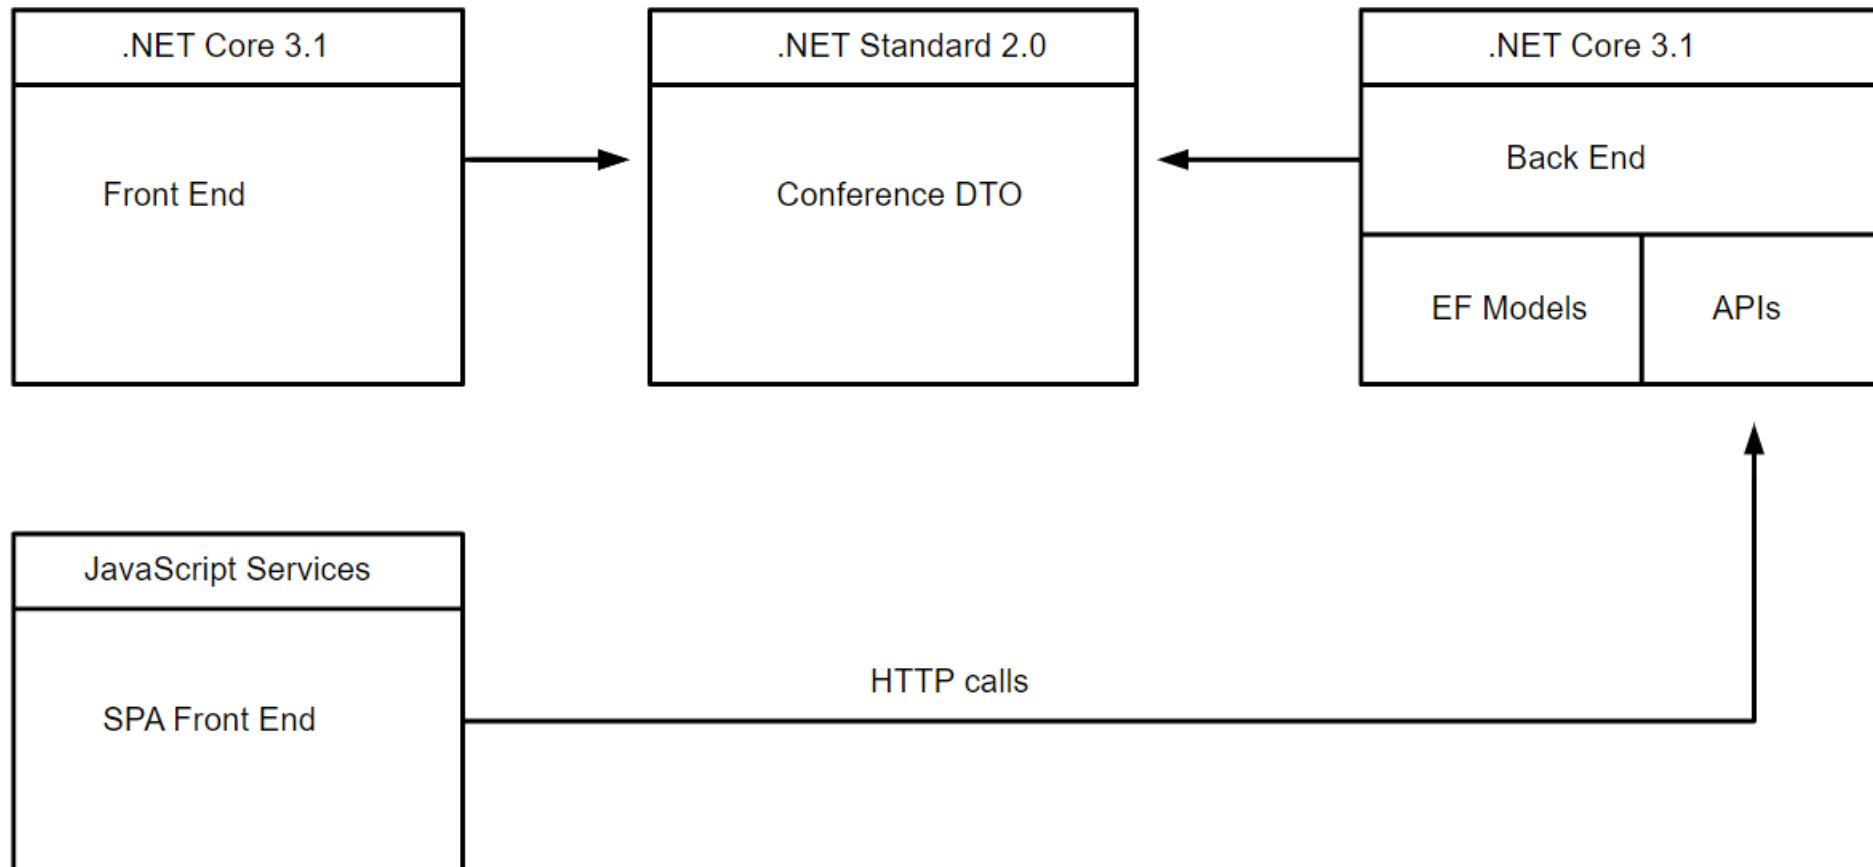 .NET Core 3.1
.NET Standard 2.0
.NET Core 3.1
Front End
Conference DTO
Back End
EF Models
APIs
JavaScript Services
HTTP calls
SPA Front End